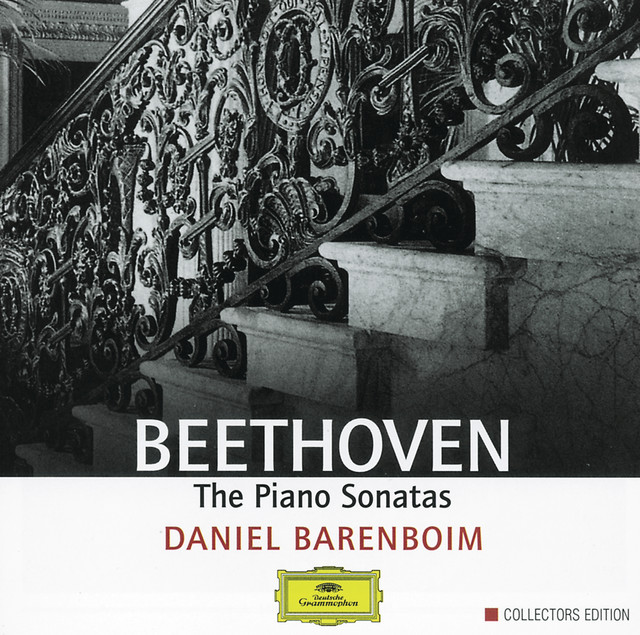 BEETHOVEN
The Piano Sonatas
DANIEL BARENBOIM
Deutsche
Grammophon
COLLECTORS EDITION